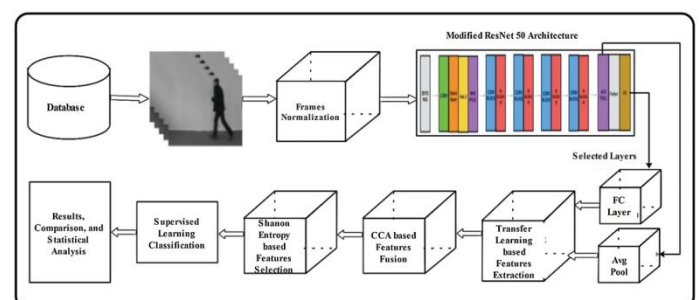 Modified ResNet 50 Architecture
Database
Frames
Normalization
Selected Layers
FC
Layer
Avg
Pool
Transfer
Learning
based
Features
Extraction
CCA based
Features
Fusion
Shanon
Entropy
based
Features
Selection
Supervised
Learning
Classification
Results,
Comparison, and
Statistical
Analysis